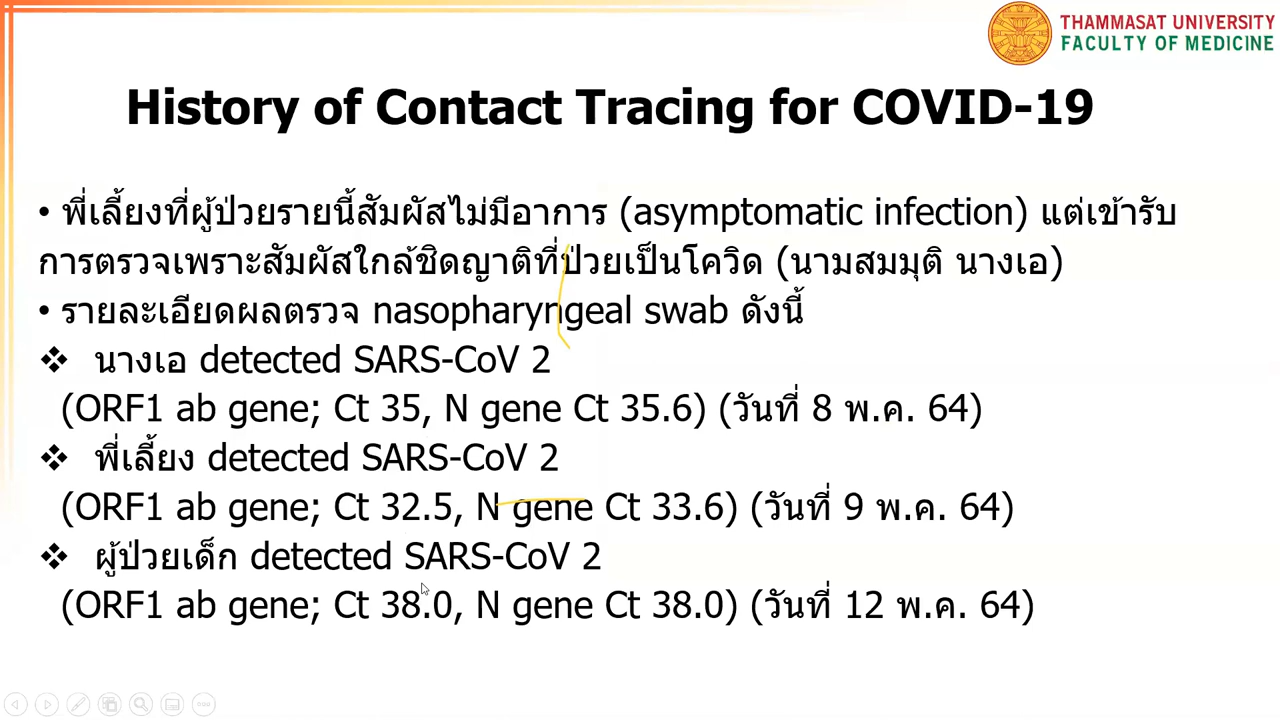 THAMMASAT UNIVERSITY
FACULTY OF MEDICINE
History of Contact Tracing for COVID-19
• พี่เลี้ยงที่ผู้ป่วยรายนี้สัมผัสไม่มีอาการ (asymptomatic infection) แต่เข้ารับ
การตรวจเพราะสัมผัสใกล้ชิดญาติที่ป่วยเป็นโควิด (นามสมมุติ นางเอ)
• รายละเอียดผลตรวจ nasopharyngeal swab ดังนี้
❖ นางเอ detected SARS-CoV 2
(ORF1 ab gene; Ct 35, N gene Ct 35.6) (วันที่ 8 พ.ค. 64)
❖ พี่เลี้ยง detected SARS-CoV 2
(ORF1 ab gene; Ct 32.5, N gene Ct 33.6) (วันที่ 9 พ.ค. 64)
❖ ผู้ป่วยเด็ก detected SARS-CoV 2
(ORF1 ab gene; Ct 38.0, N gene Ct 38.0) (วันที่ 12 พ.ค. 64)